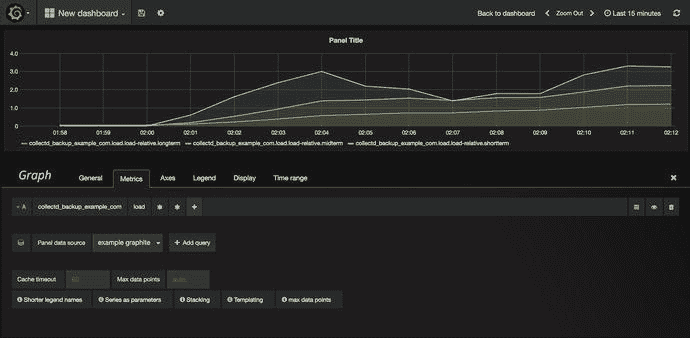 New dashboard Back to dashboard Zoom Out Last 15 minutes
Panel Title
4.0
3.0
2.0
1.0
0
01:58 01:59 02:00 02:01 02:02 02:03 02:04 02:05 02:06 02:07 02:08 02:09 02:10 02:11 02:12
collectd_backup_example_com.load.load-relative.longterm collectd_backup_example_com.load.load-relative.midterm collectd_backup_example_com.load.load-relative.shortterm
Graph General Metrics Axes Legend Display Time range
A collectd_backup_example_com load * * +
Panel data source example graphite + Add query
Cache timeout 60 Max data points auto
Shorter legend names Series as parameters Stacking Templating max data points